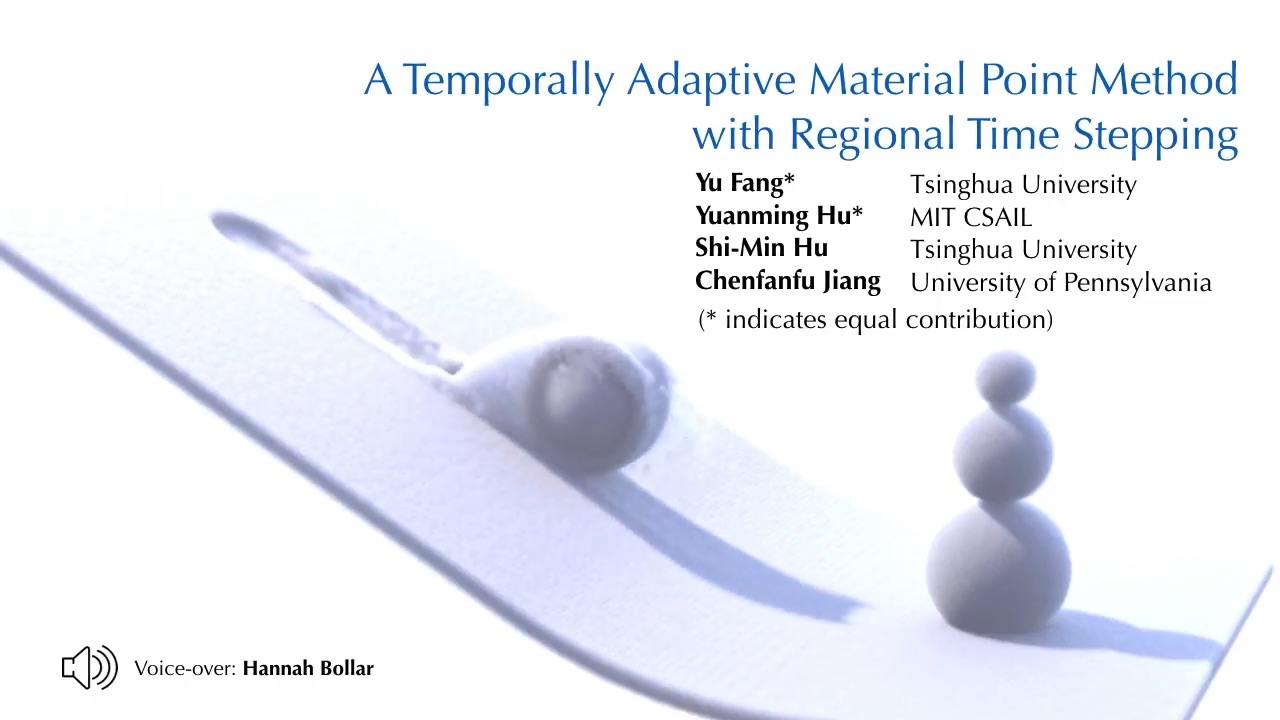 A Temporally Adaptive Material Point Method
with Regional Time Stepping
Yu Fang* Tsinghua University
Yuanming Hu* MIT CSAIL
Shi-Min Hu Tsinghua University
Chenfanfu Jiang University of Pennsylvania
(* indicates equal contribution)
Voice-over: Hannah Bollar